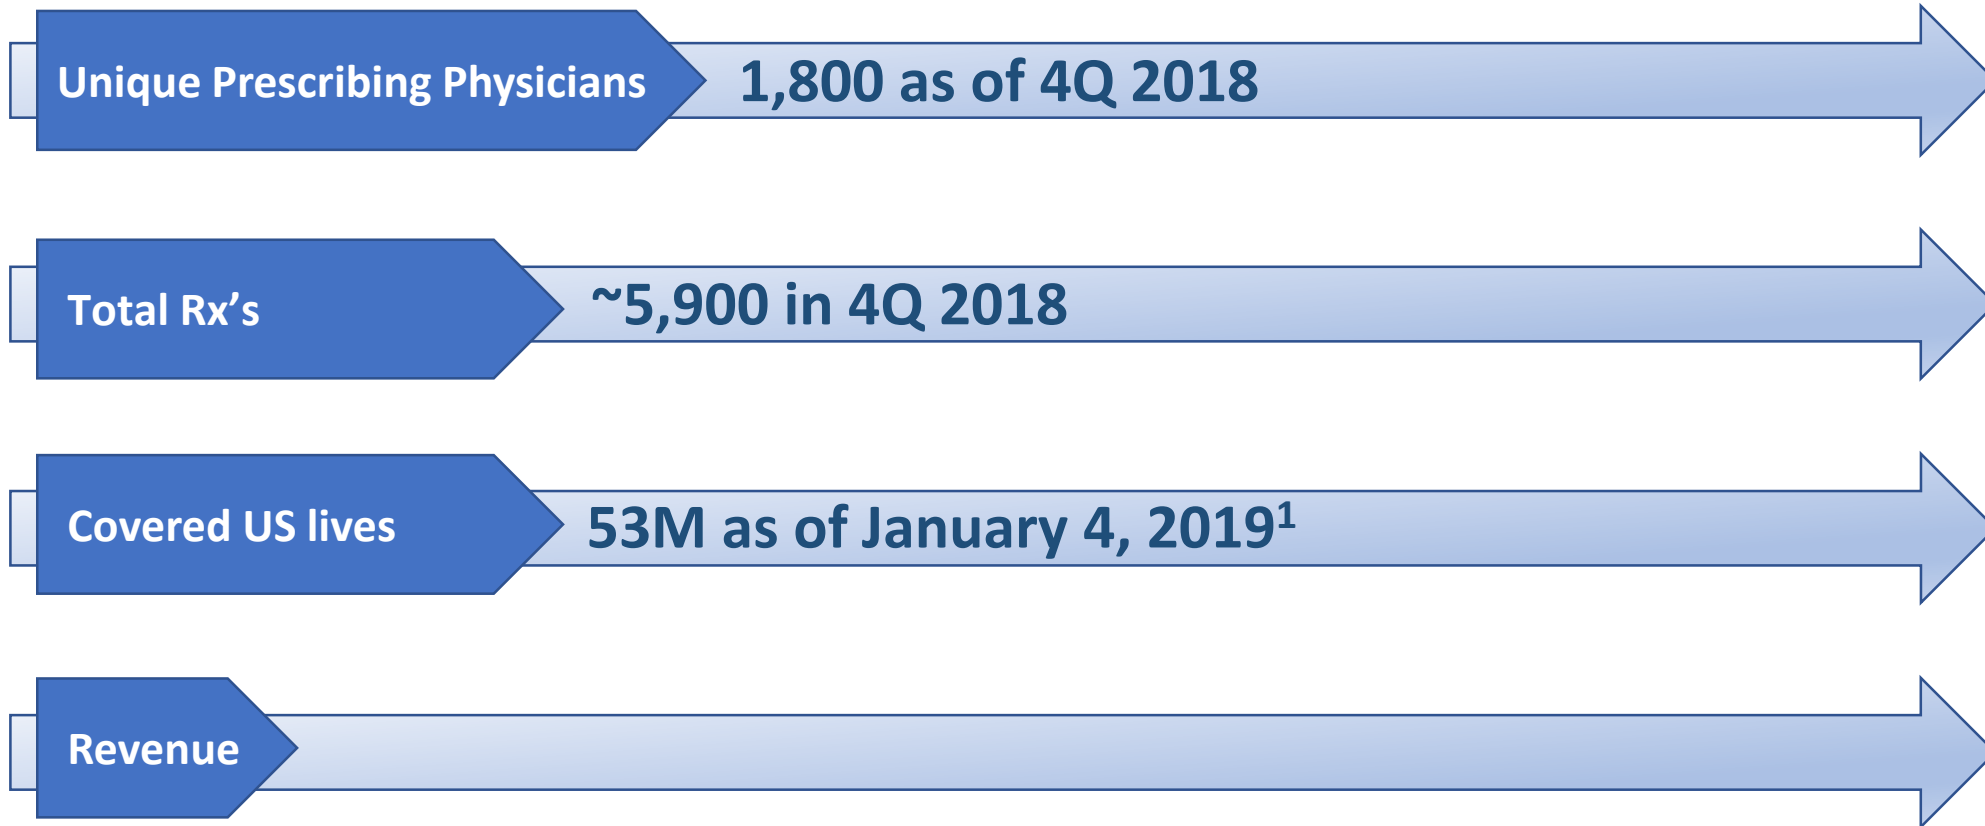 Unique Prescribing Physicians 1,800 as of 4Q 2018
Total Rx’s ~5,900 in 4Q 2018
Covered US lives 53M as of January 4, 2019¹
Revenue